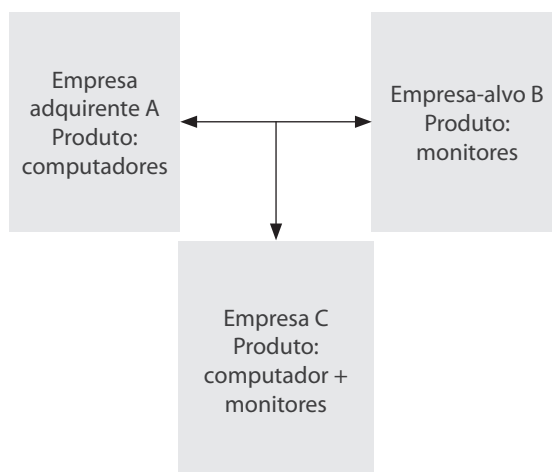 Empresa
adquirente A
Produto:
computadores
Empresa-alvo B
Produto:
monitores
Empresa C
Produto:
computador +
monitores